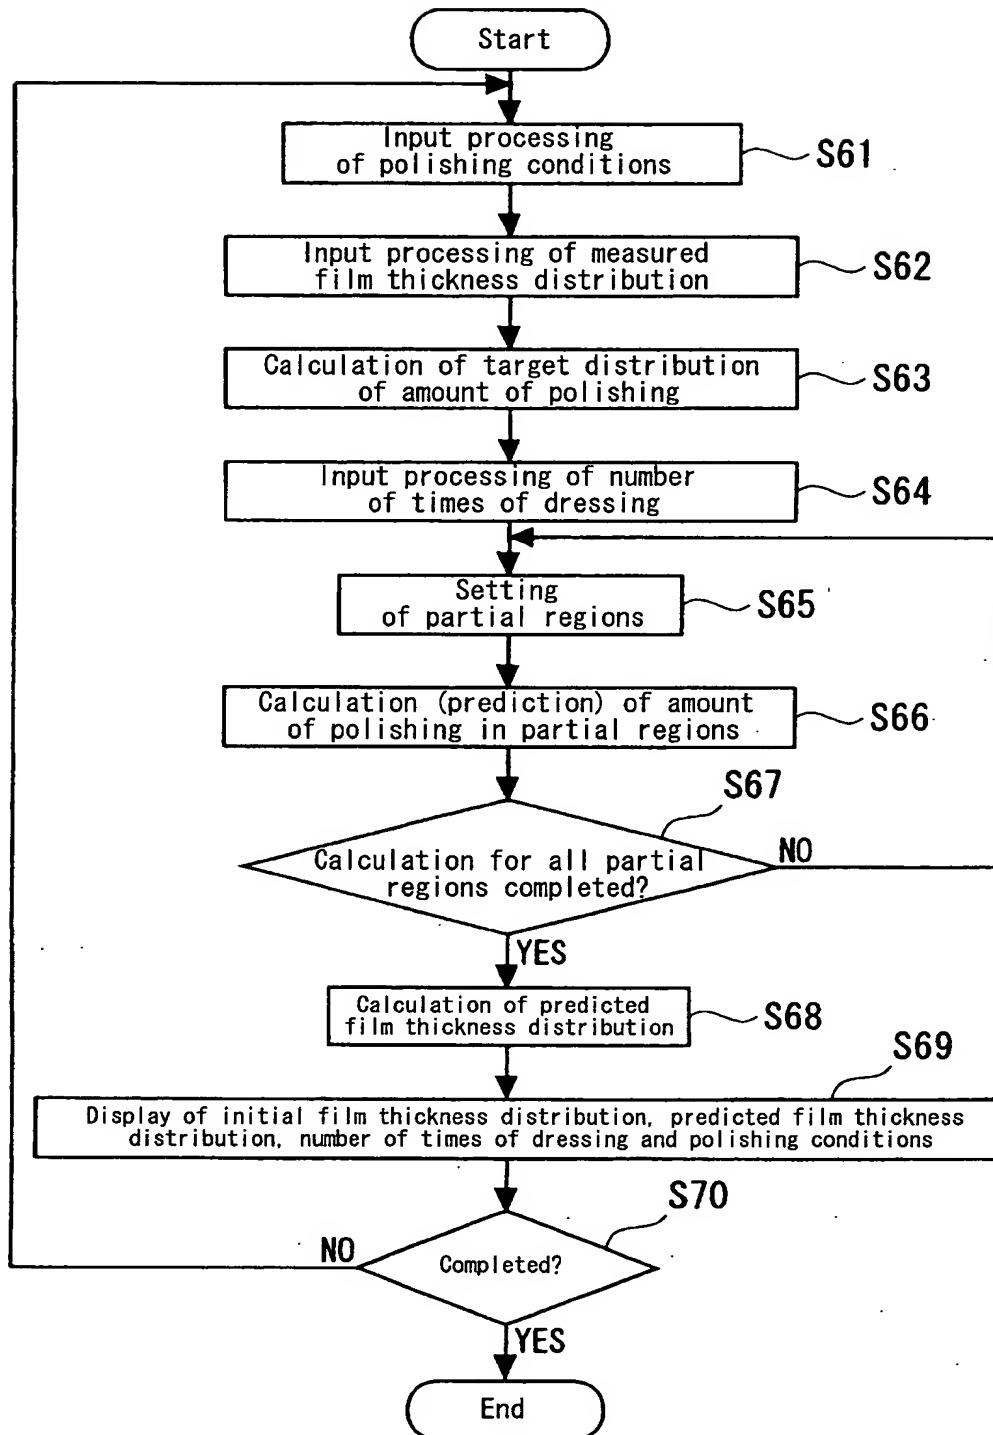 Start
Input processing
of polishing conditions
S61
Input processing of measured
film thickness distribution
S62
Calculation of target distribution
of amount of polishing
S63
Input processing of number
of times of dressing
S64
Setting
of partial regions
S65
Calculation (prediction) of amount
of polishing in partial regions
S66
S67
Calculation for all partial
regions completed?
NO
YES
Calculation of predicted
film thickness distribution
S68
S69
Display of initial film thickness distribution, predicted film thickness
distribution, number of times of dressing and polishing conditions
S70
NO
Completed?
YES
End